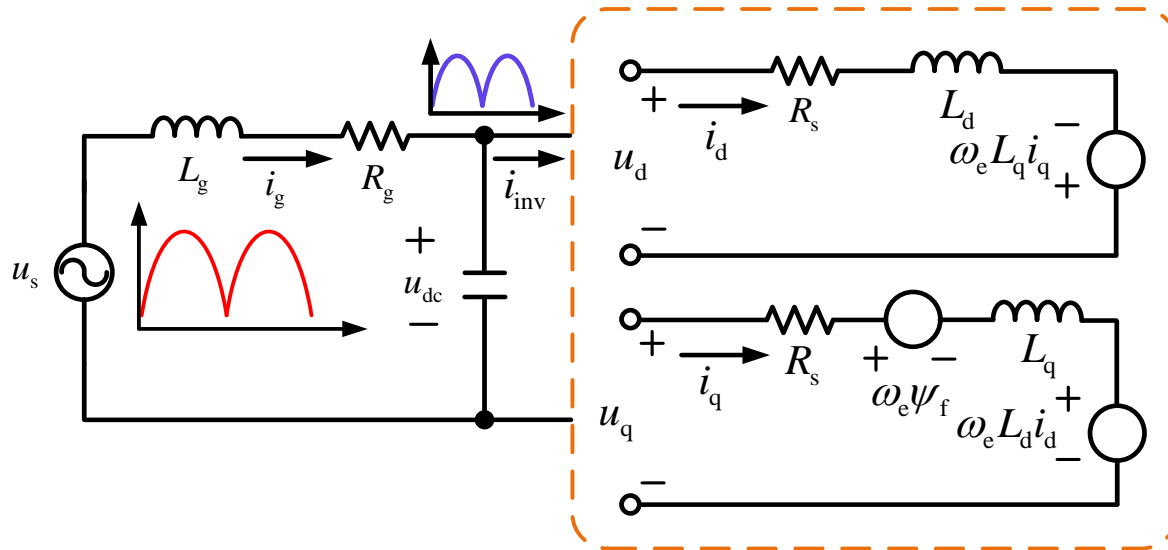 u_s
L_g
i_g
R_g
+
u_dc
−
i_inv
+
i_d
R_s
L_d
u_d
−
ω_e L_q i_q
+
−
+
i_q
R_s
+
−
ω_e ψ_f
L_q
u_q
+
ω_e L_d i_d
−
−